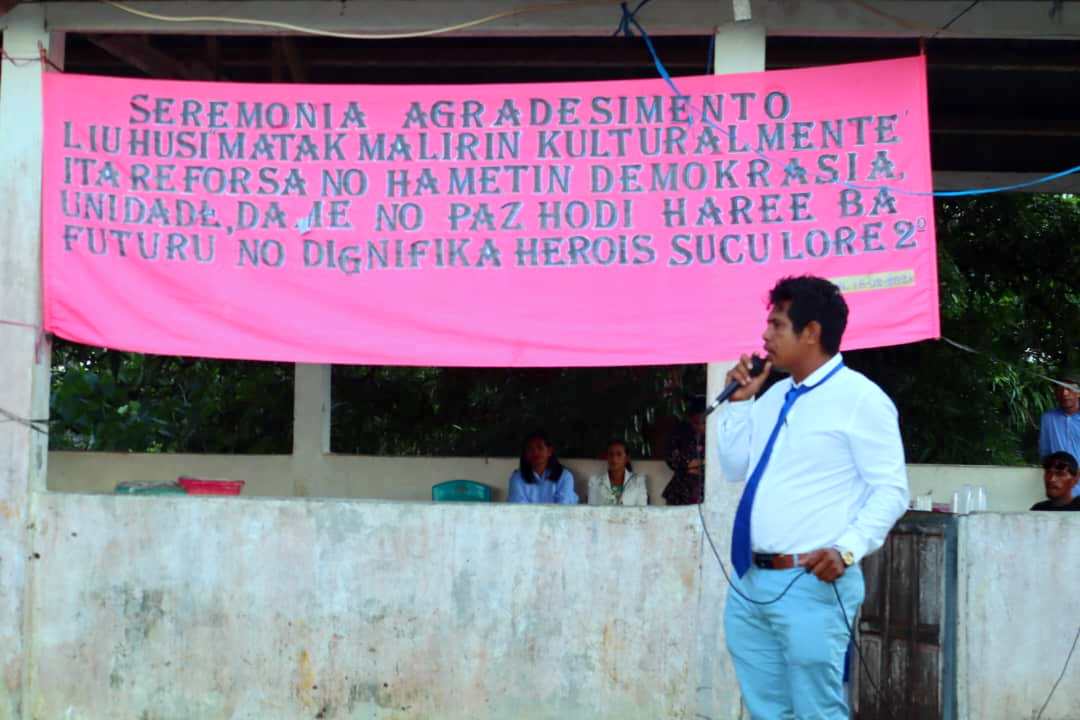 SEREMONIA AGRADESIMENTO
LIU HUSI MATAK MALIRIN KULTURALMENTE
ITA REFORSA NO HAMETIN DEMOKRASIA,
UNIDADE, DAME NO PAZ HODI HAREE BA
FUTURU NO DIGNIFIKA HEROIS SUCU LORE 2º